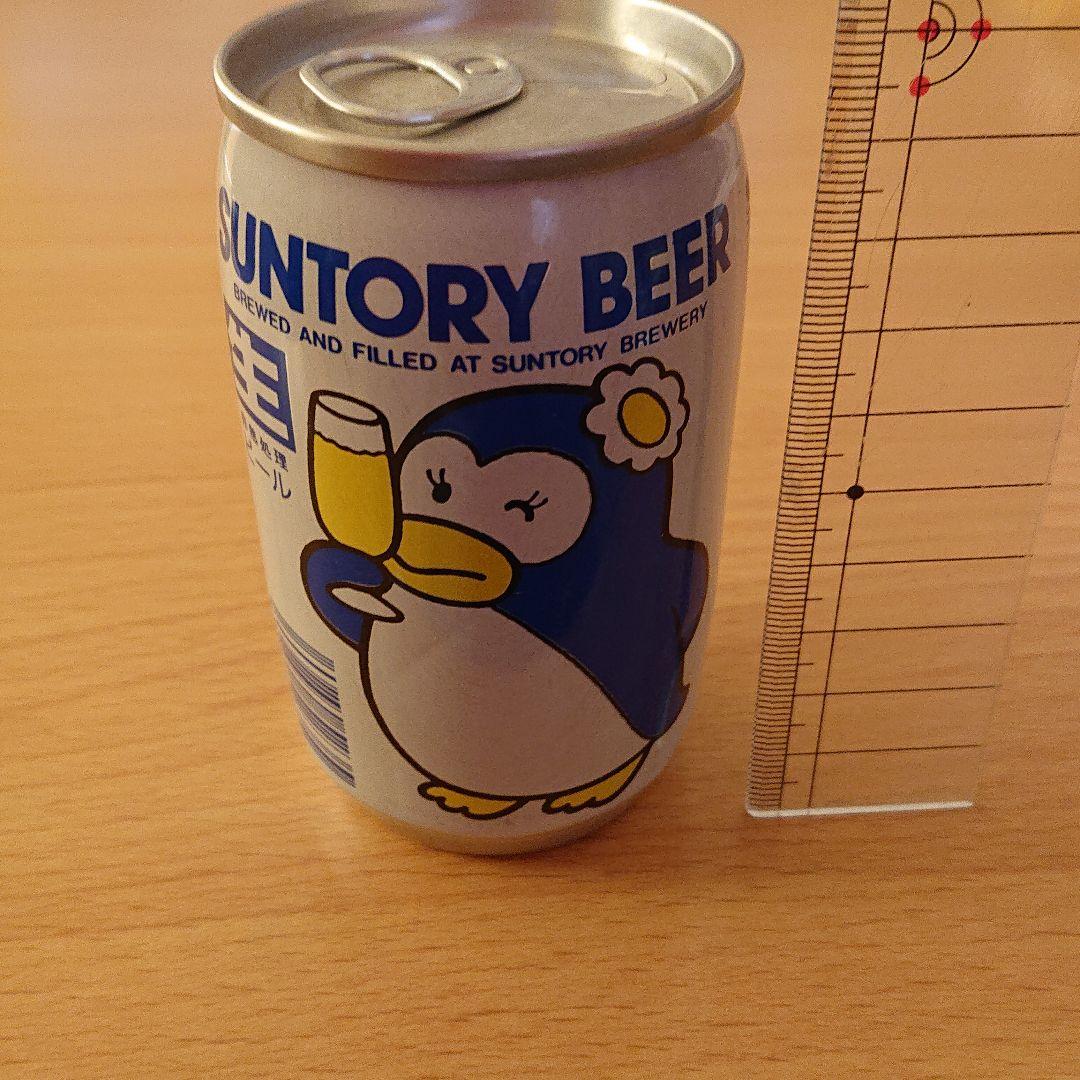 SUNTORY BEER
BREWED AND FILLED AT SUNTORY BREWERY
生
処理
ール